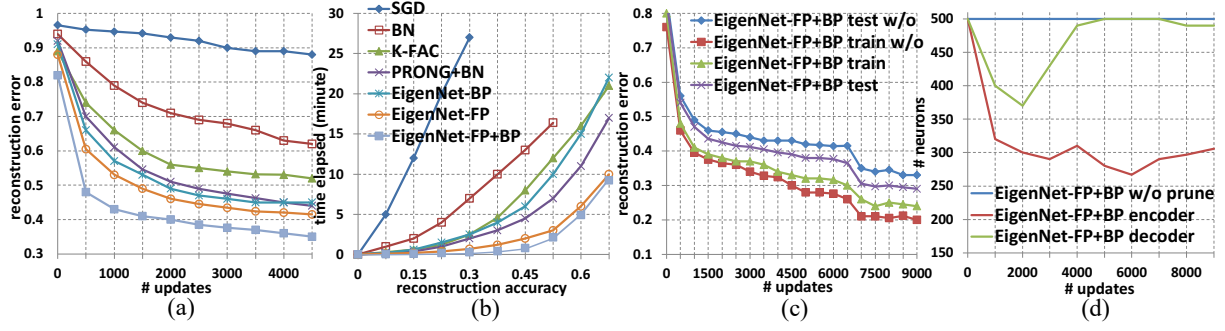 reconstruction error
1
0.9
0.8
0.7
0.6
0.5
0.4
0.3
0
1000
2000
3000
4000
# updates
(a)
time elapsed (minute)
30
25
20
15
10
5
0
SGD
BN
K-FAC
PRONG+BN
EigenNet-BP
EigenNet-FP
EigenNet-FP+BP
0
0.15
0.3
0.45
0.6
reconstruction accuracy
(b)
reconstruction error
0.8
0.7
0.6
0.5
0.4
0.3
0.2
0.1
EigenNet-FP+BP test w/o
EigenNet-FP+BP train w/o
EigenNet-FP+BP train
EigenNet-FP+BP test
0
1500
3000
4500
6000
7500
9000
# updates
(c)
# neurons
500
450
400
350
300
250
200
150
100
EigenNet-FP+BP w/o prune
EigenNet-FP+BP encoder
EigenNet-FP+BP decoder
0
2000
4000
6000
8000
# updates
(d)